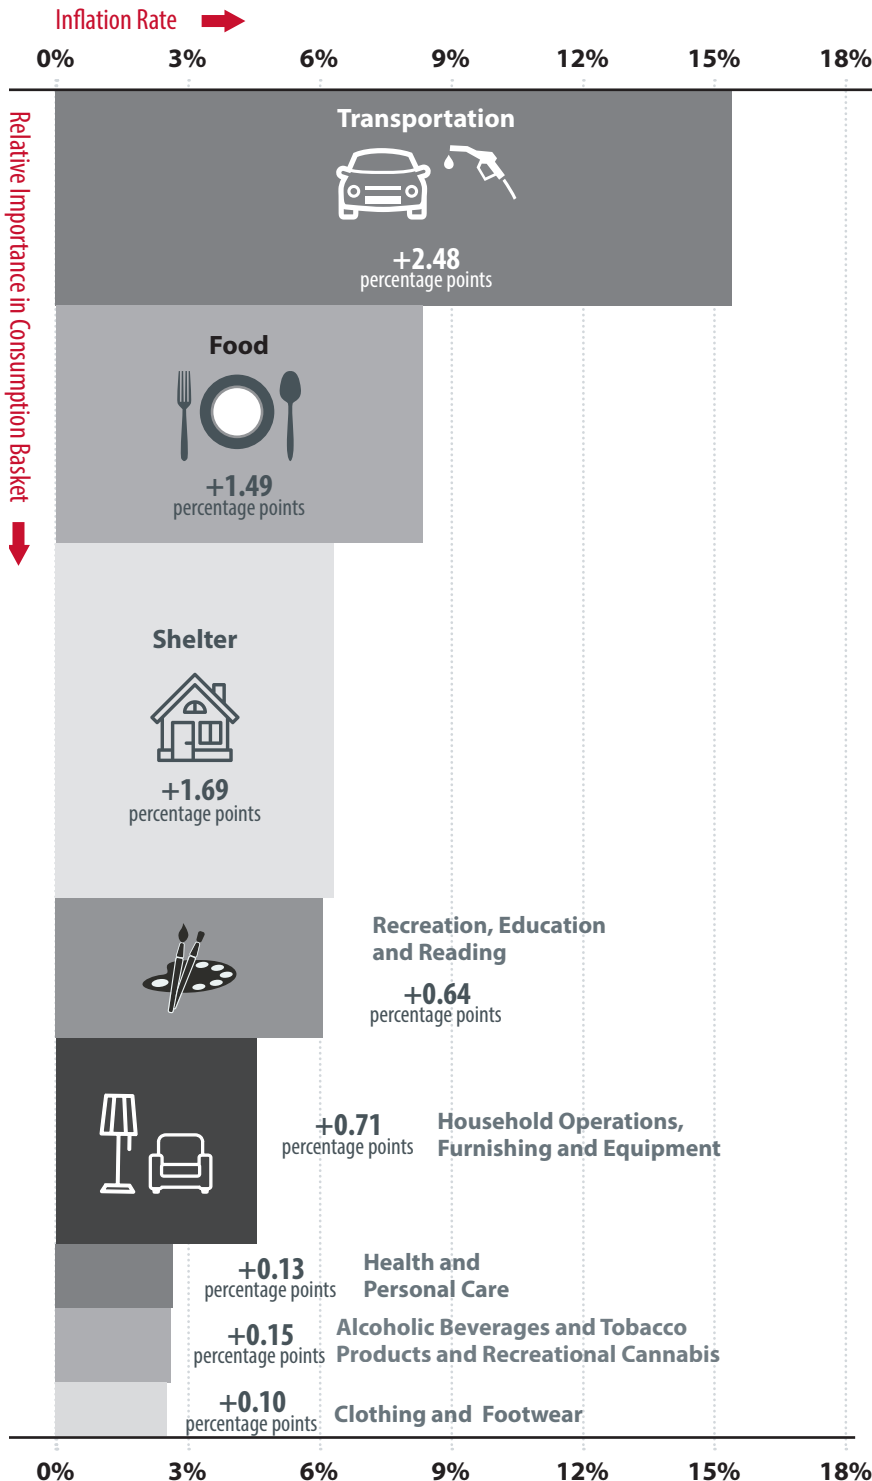 Inflation Rate
0% 3% 6% 9% 12% 15% 18%
Relative Importance in Consumption Basket
Transportation
+2.48
percentage points
Food
+1.49
percentage points
Shelter
+1.69
percentage points
Recreation, Education
and Reading
+0.64
percentage points
+0.71
percentage points
Household Operations,
Furnishing and Equipment
+0.13
percentage points
Health and
Personal Care
+0.15
percentage points
Alcoholic Beverages and Tobacco
Products and Recreational Cannabis
+0.10
percentage points
Clothing and Footwear
0% 3% 6% 9% 12% 15% 18%